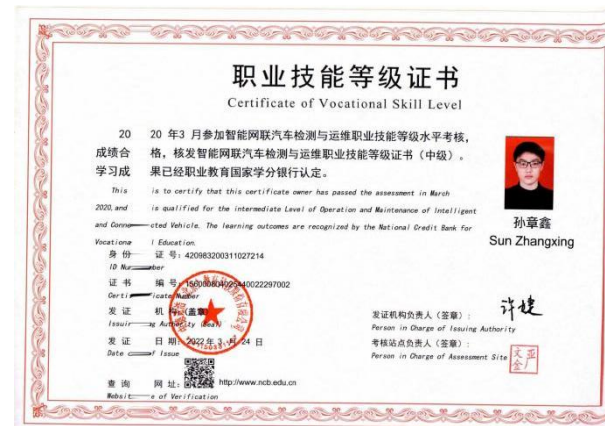 职业技能等级证书
Certificate of Vocational Skill Level
20 20 年3 月参加智能网联汽车检测与运维职业技能等级水平考核,
成绩合 格, 核发智能网联汽车检测与运维职业技能等级证书 (中级) 。
学习成 果已经职业教育国家学分银行认定。
This is to certify that this certificate owner has passed the assessment in March
2020, and is qualified for the intermediate Level of Operation and Maintenance of Intelligent
and Conne cted Vehicle. The learning outcomes are recognized by the National Credit Bank for
Vocationa l Education.
孙章鑫
Sun Zhangxing
身 份 证 号: 420983200311027214
ID Nu mber
证 书 编 号:
Certi icate Number
发 证 机 构: (盖章)
Issuir ng Authority (Seal)
发 证 日 期: 2022年 3 月 24 日
Date of Issue
查 询 网 址: http://www.ncb.edu.cn
Websit e of Verification
发证机构负责人 (签章) :
Person in Charge of Issuing Authority
考核站点负责人 (签章) :
Person in Charge of Assessment Site